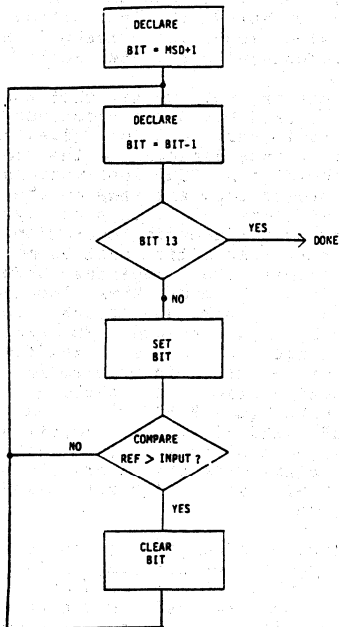 DECLARE
BIT = MSD+1
DECLARE
BIT = BIT-1
BIT 13
YES
DONE
NO
SET
BIT
COMPARE
REF > INPUT ?
NO
YES
CLEAR
BIT